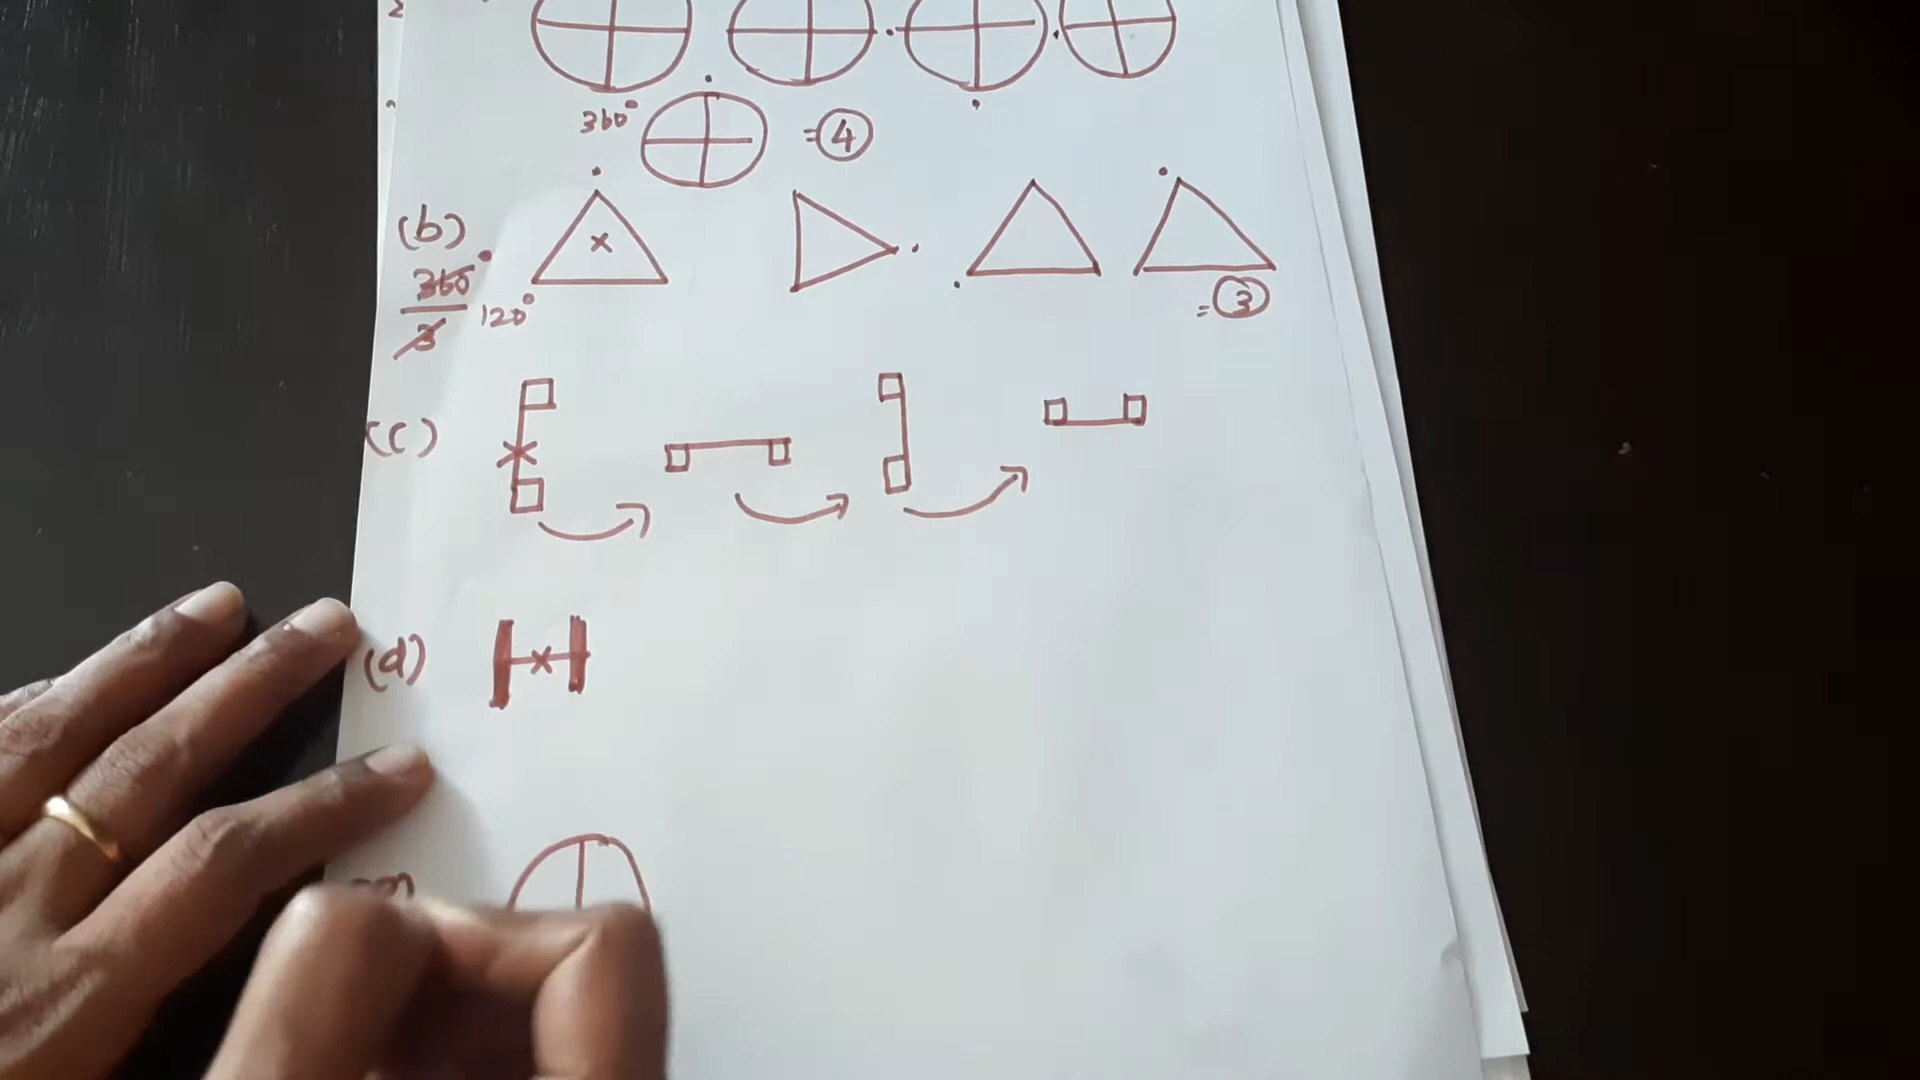 360° = 4
(b)
360°
3 120°
= 3
(c)
(d)